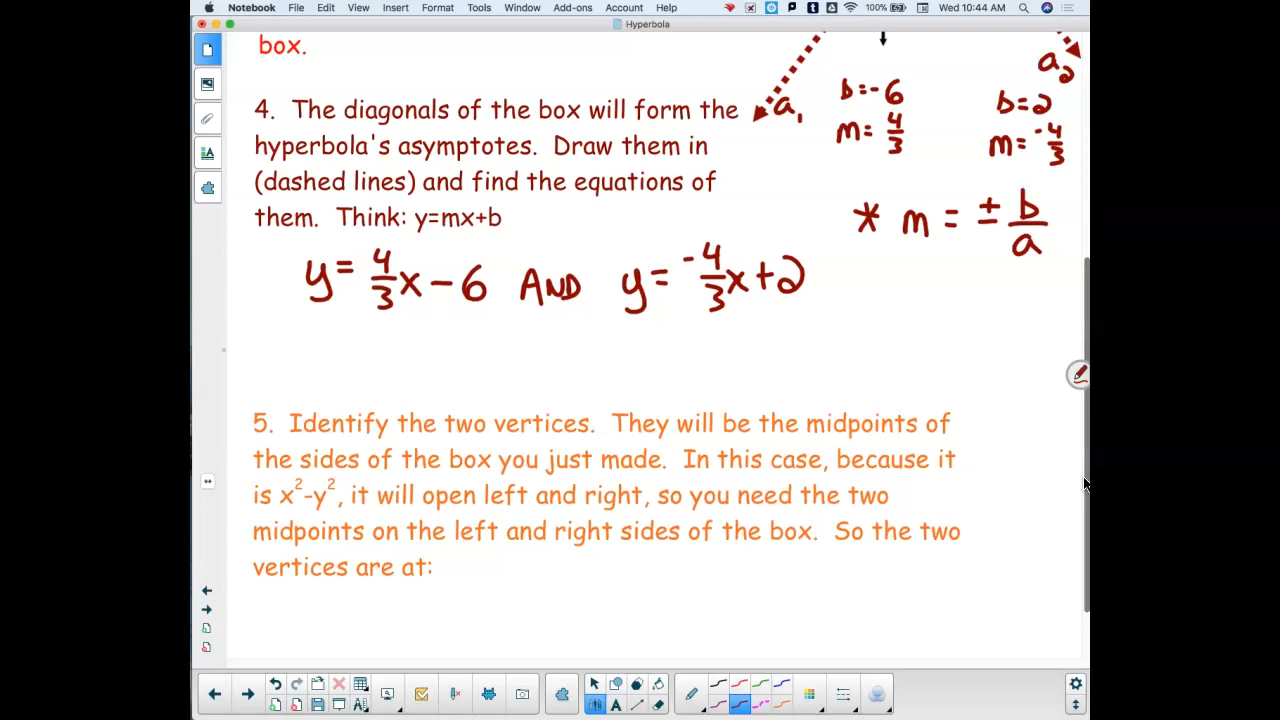 Notebook File Edit View Insert Format Tools Window Add-ons Account Help 100% Wed 10:44 AM
Hyperbola
box.
a₂
a₁
b=-6
m=4/3
b=2
m=-4/3
4. The diagonals of the box will form the
hyperbola's asymptotes. Draw them in
(dashed lines) and find the equations of
them. Think: y=mx+b
* m = ± b/a
y = 4/3 x - 6 AND y = -4/3 x + 2
5. Identify the two vertices. They will be the midpoints of
the sides of the box you just made. In this case, because it
is x²-y², it will open left and right, so you need the two
midpoints on the left and right sides of the box. So the two
vertices are at: